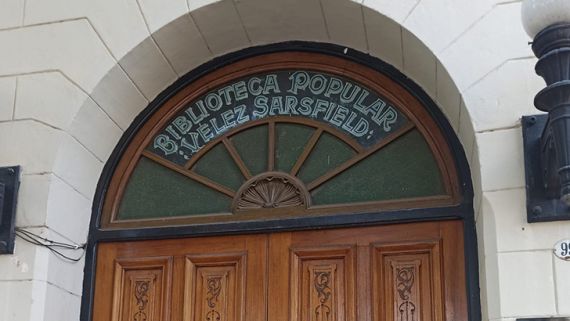 BIBLIOTECA POPULAR
"VÉLEZ SARSFIELD"